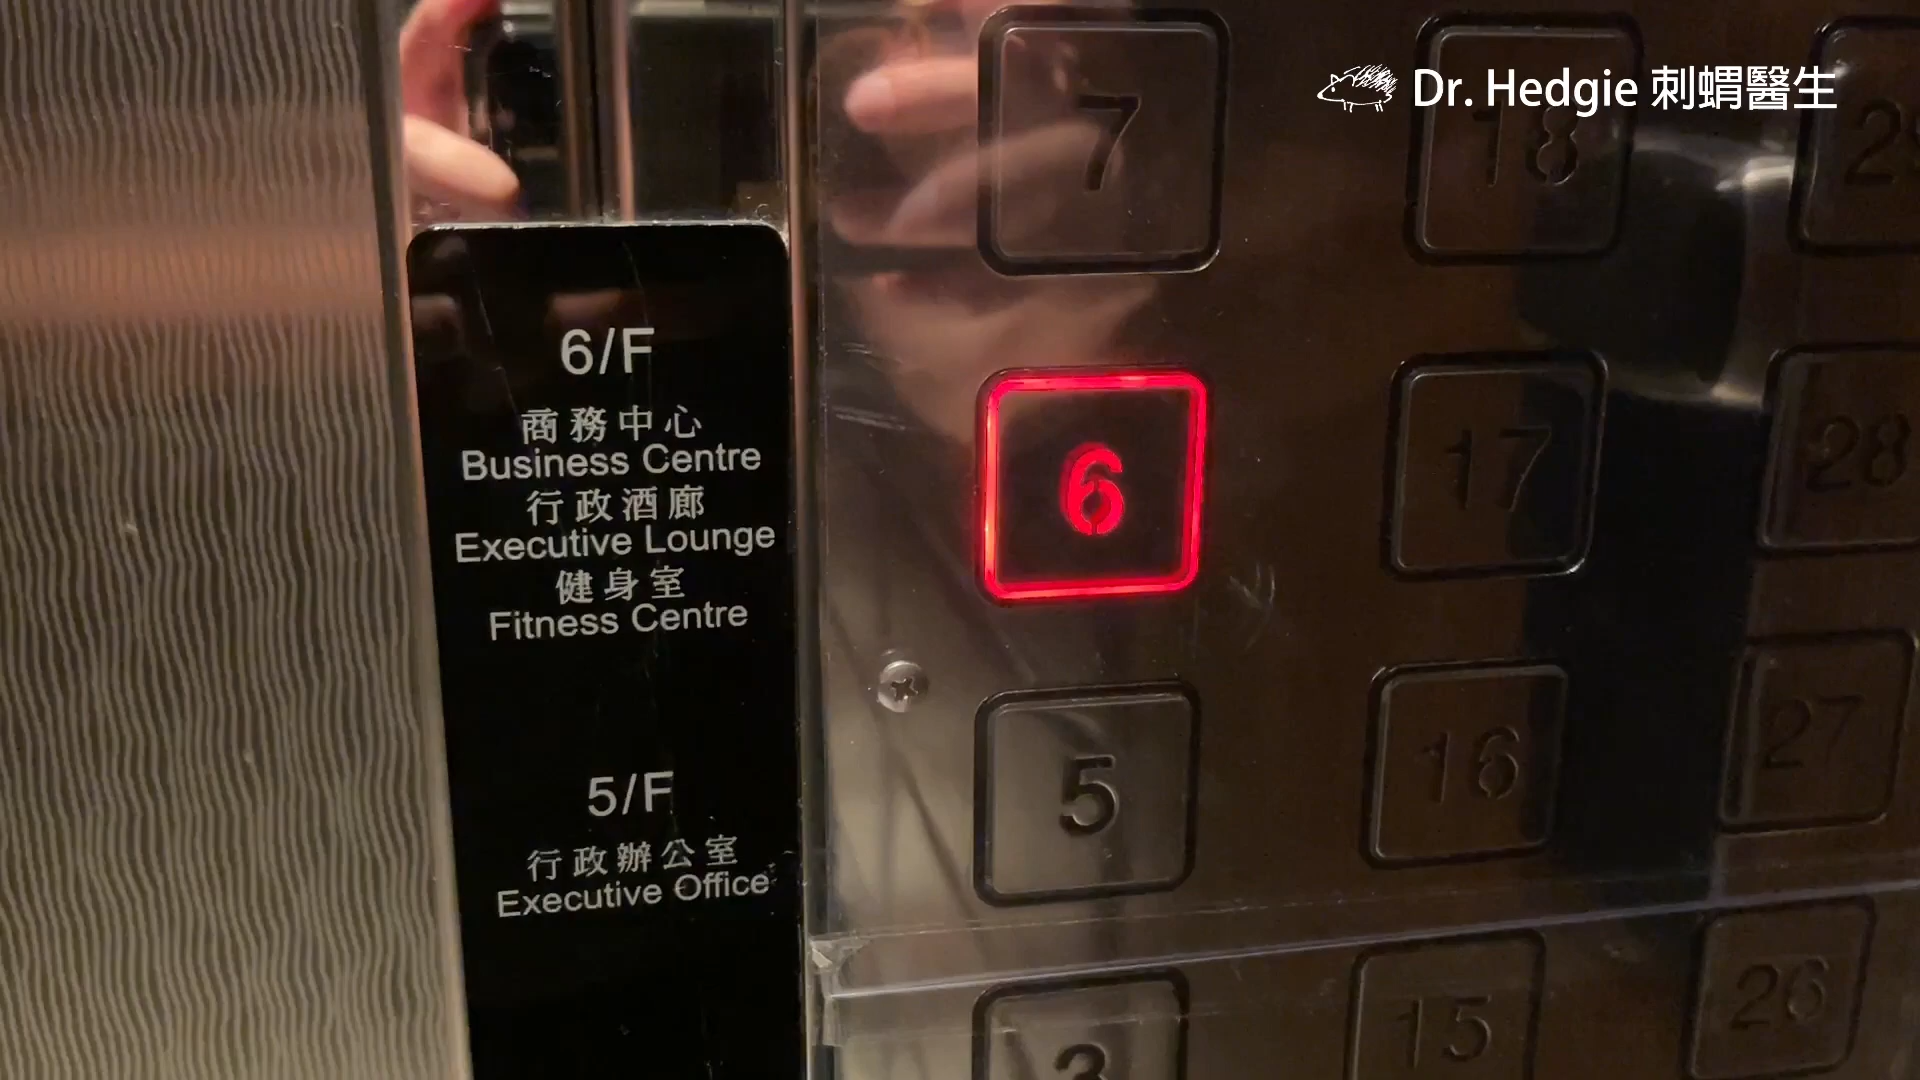 Dr. Hedgie 刺蝟醫生
6/F
商務中心
Business Centre
行政酒廊
Executive Lounge
健身室
Fitness Centre
5/F
行政辦公室
Executive Office
7
18
6
17
28
5
16
27
3
15
26